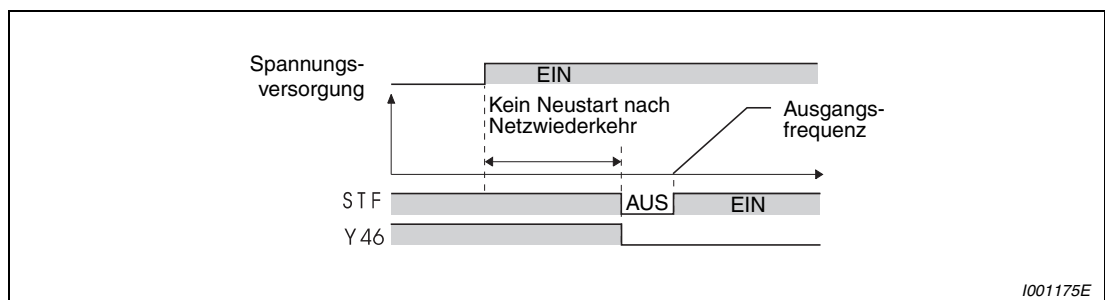 Spannungs-
versorgung
EIN
Kein Neustart nach
Netzwiederkehr
Ausgangs-
frequenz
STF
AUS
EIN
Y46
I001175E